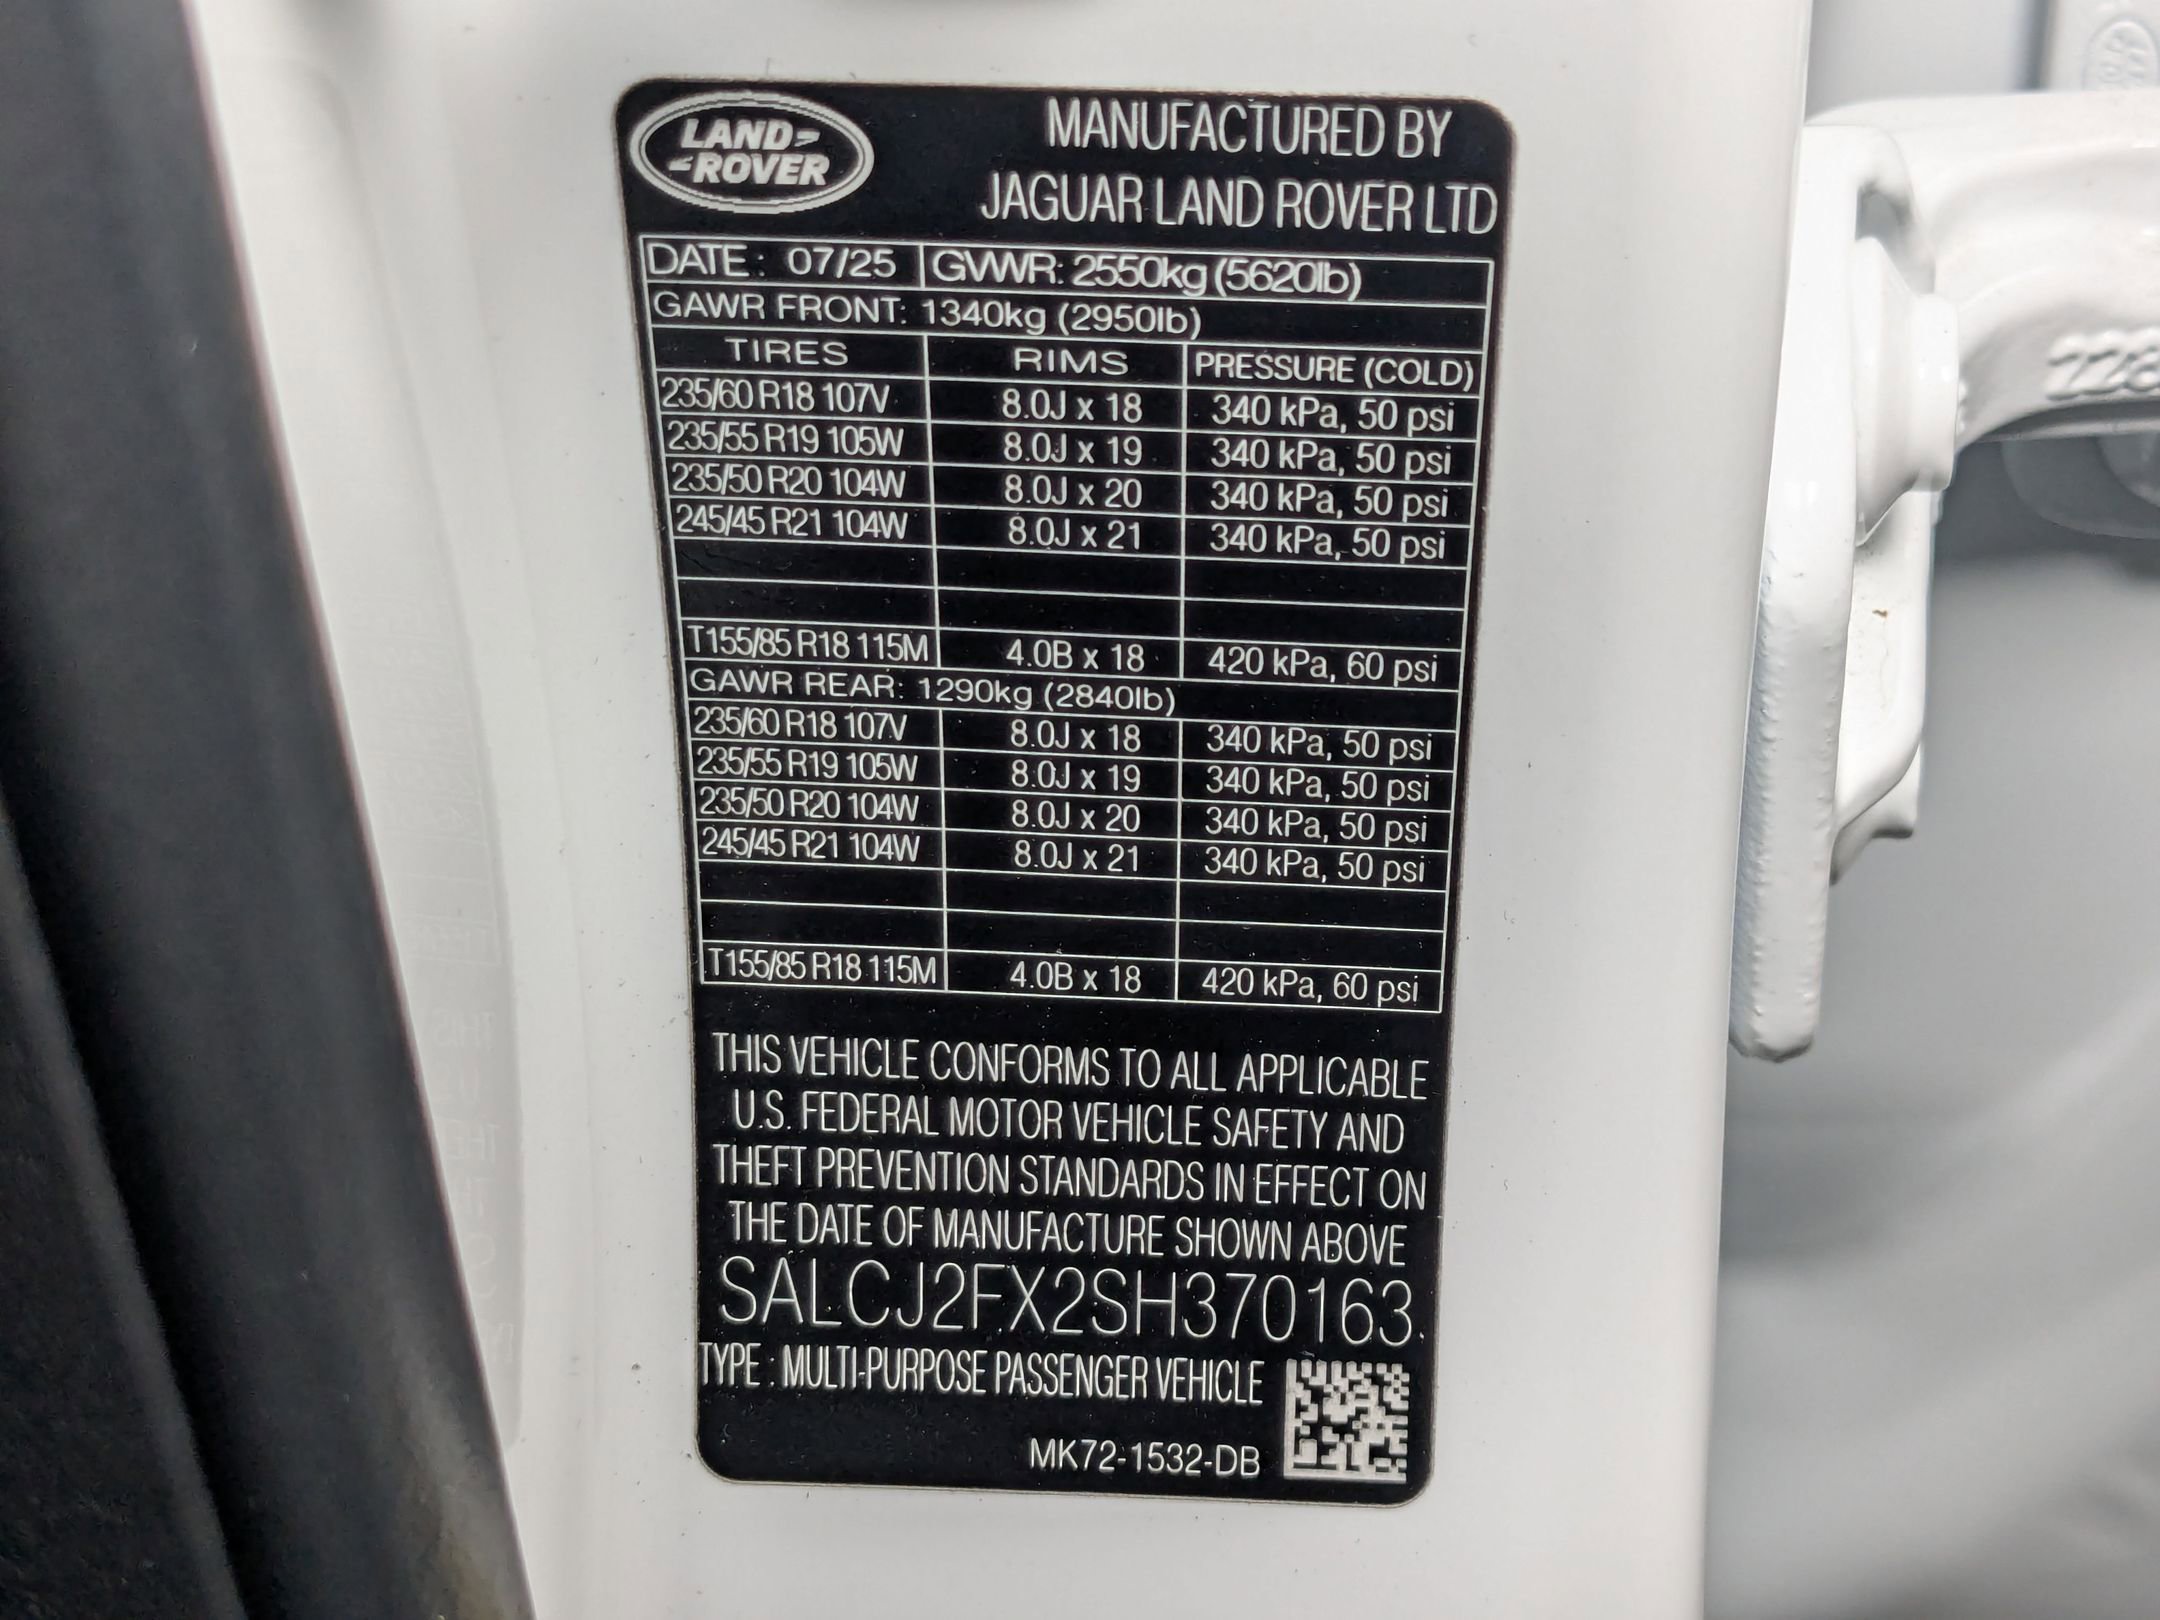 LAND
ROVER
MANUFACTURED BY
JAGUAR LAND ROVER LTD
DATE : 07/25 GVWR: 2550kg (5620lb)
GAWR FRONT: 1340kg (2950lb)
TIRES RIMS PRESSURE (COLD)
235/60 R18 107V 8.0J x 18 340 kPa, 50 psi
235/55 R19 105W 8.0J x 19 340 kPa, 50 psi
235/50 R20 104W 8.0J x 20 340 kPa, 50 psi
245/45 R21 104W 8.0J x 21 340 kPa, 50 psi
T155/85 R18 115M 4.0B x 18 420 kPa, 60 psi
GAWR REAR: 1290kg (2840lb)
235/60 R18 107V 8.0J x 18 340 kPa, 50 psi
235/55 R19 105W 8.0J x 19 340 kPa, 50 psi
235/50 R20 104W 8.0J x 20 340 kPa, 50 psi
245/45 R21 104W 8.0J x 21 340 kPa, 50 psi
T155/85 R18 115M 4.0B x 18 420 kPa, 60 psi
THIS VEHICLE CONFORMS TO ALL APPLICABLE
U.S. FEDERAL MOTOR VEHICLE SAFETY AND
THEFT PREVENTION STANDARDS IN EFFECT ON
THE DATE OF MANUFACTURE SHOWN ABOVE
SALCJ2FX2SH370163
TYPE : MULTI-PURPOSE PASSENGER VEHICLE
MK72-1532-DB